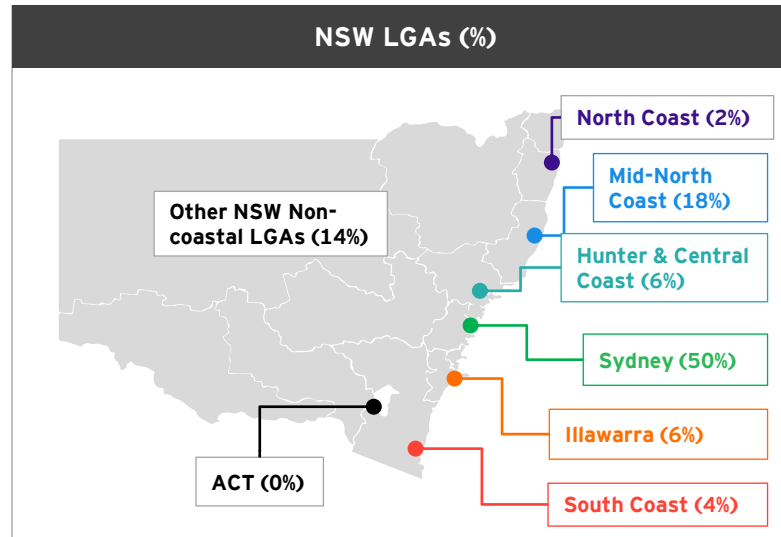 NSW LGAs (%)
North Coast (2%)
Mid-North
Coast (18%)
Other NSW Non-
coastal LGAs (14%)
Hunter & Central
Coast (6%)
Sydney (50%)
Illawarra (6%)
ACT (0%)
South Coast (4%)